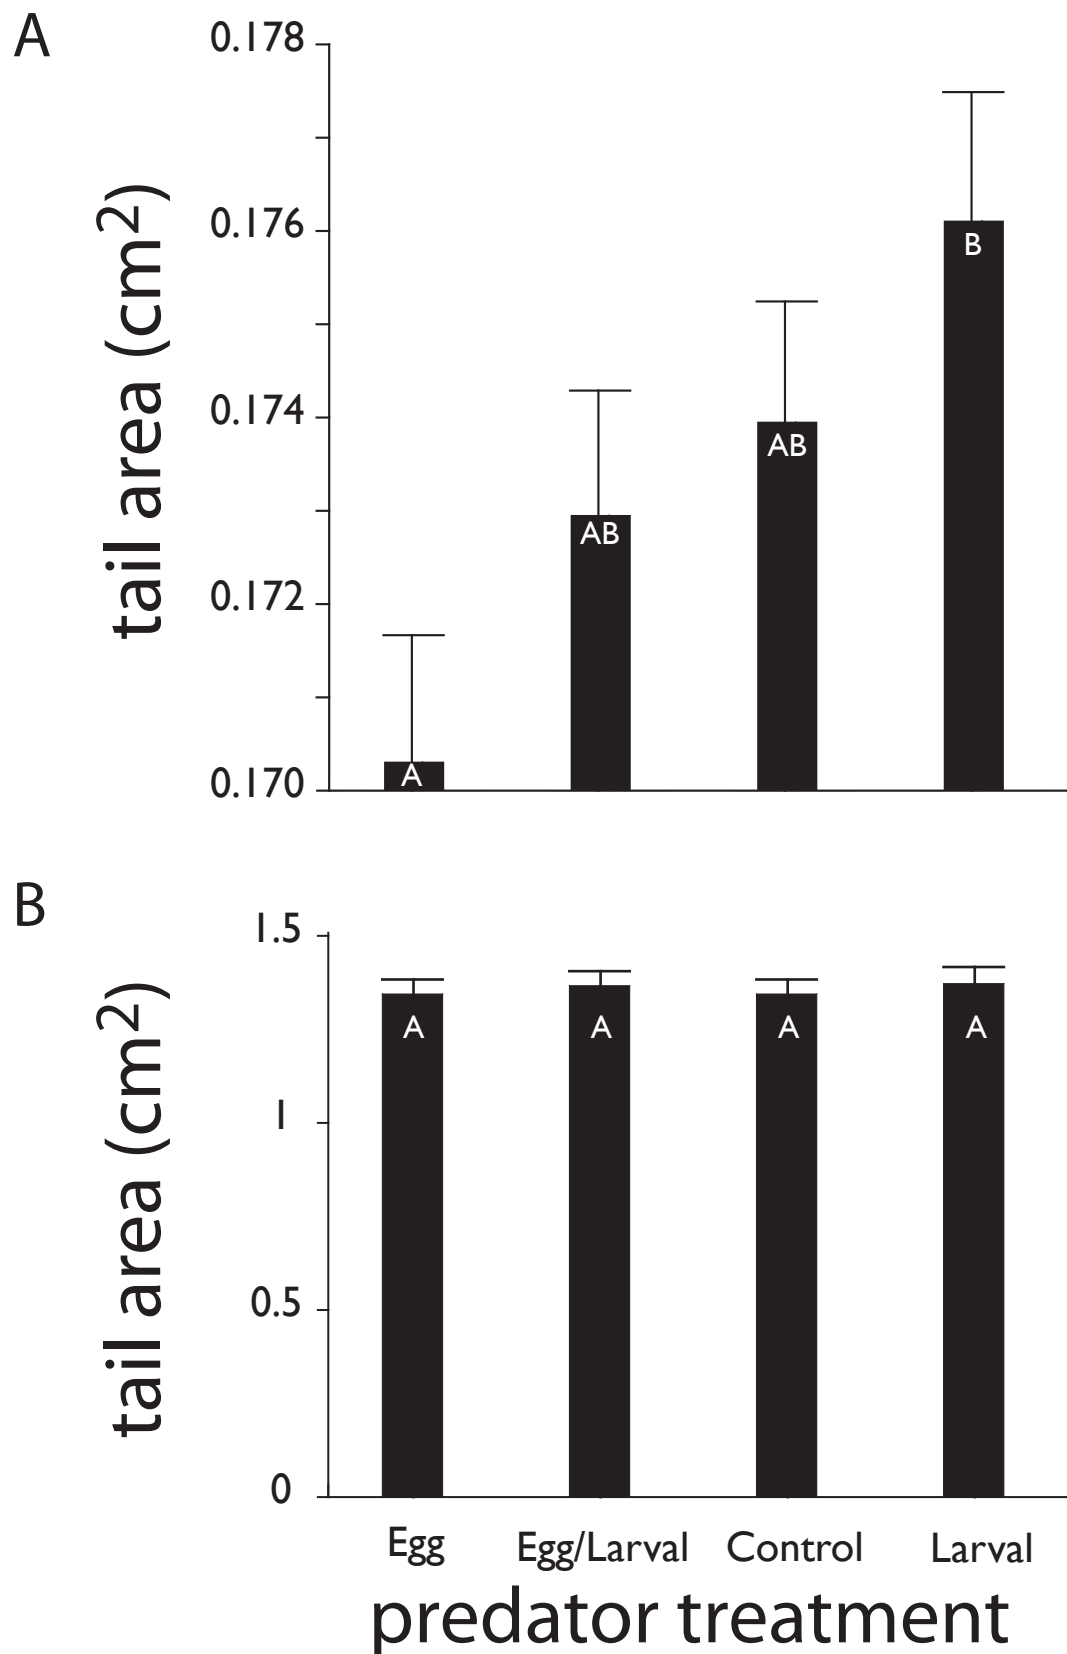 A
0.178
0.176
0.174
0.172
0.170
tail area (cm²)
A
AB
AB
B
B
1.5
1
0.5
0
tail area (cm²)
A
A
A
A
Egg
Egg/Larval
Control
Larval
predator treatment